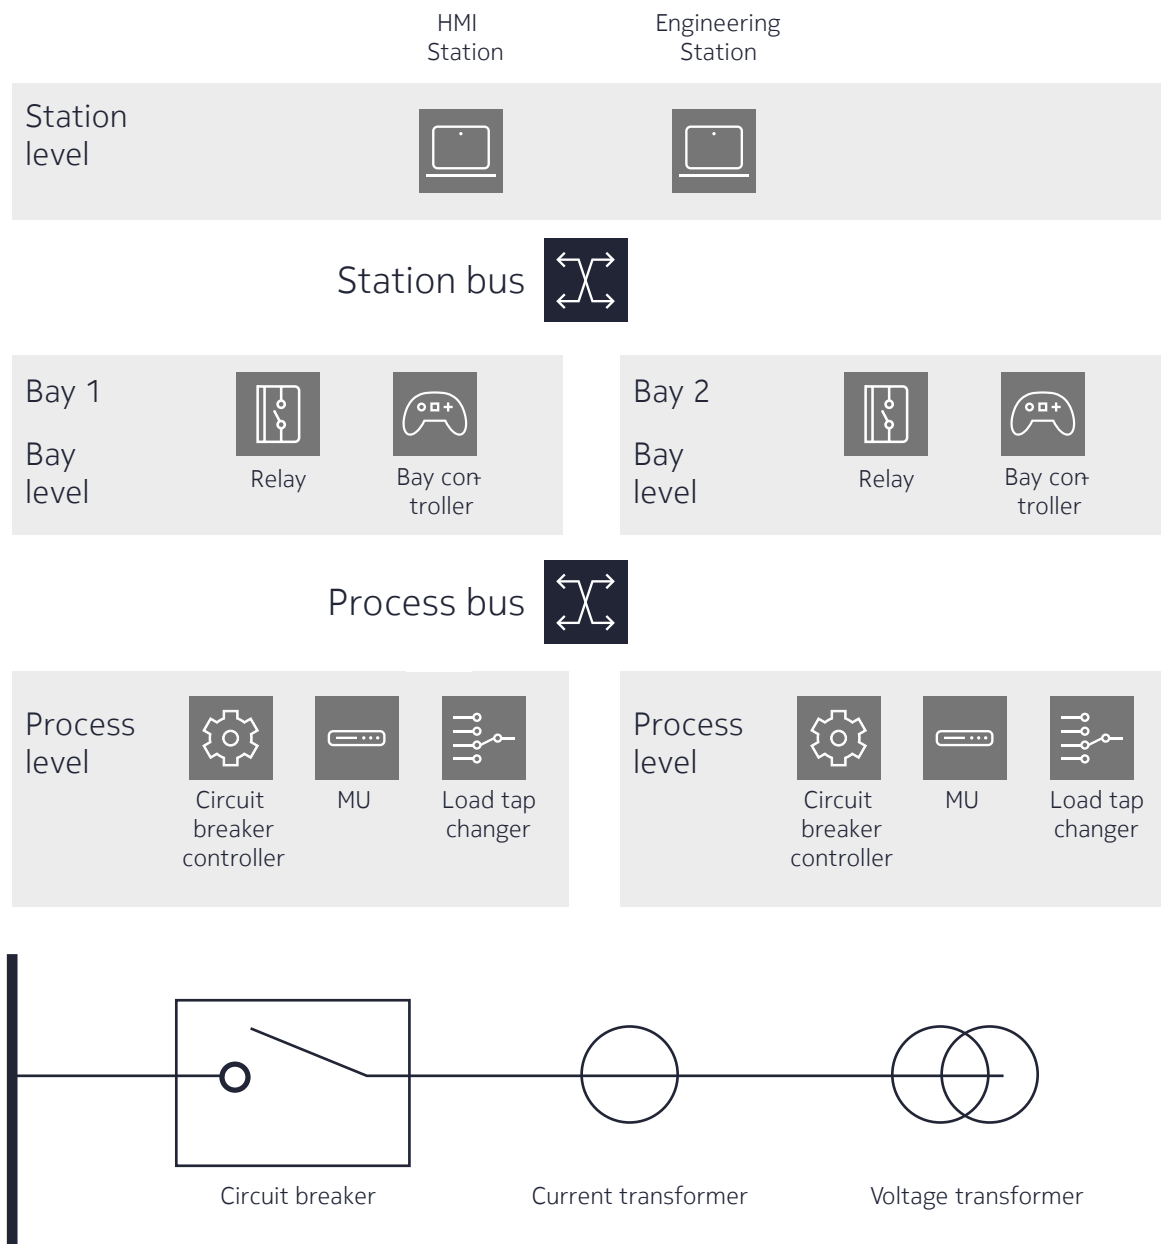 HMI
Station
Engineering
Station
Station
level
Station bus
Bay 1
Bay
level
Relay
Bay con-
troller
Bay 2
Bay
level
Relay
Bay con-
troller
Process bus
Process
level
Circuit
breaker
controller
MU
Load tap
changer
Process
level
Circuit
breaker
controller
MU
Load tap
changer
Circuit breaker
Current transformer
Voltage transformer